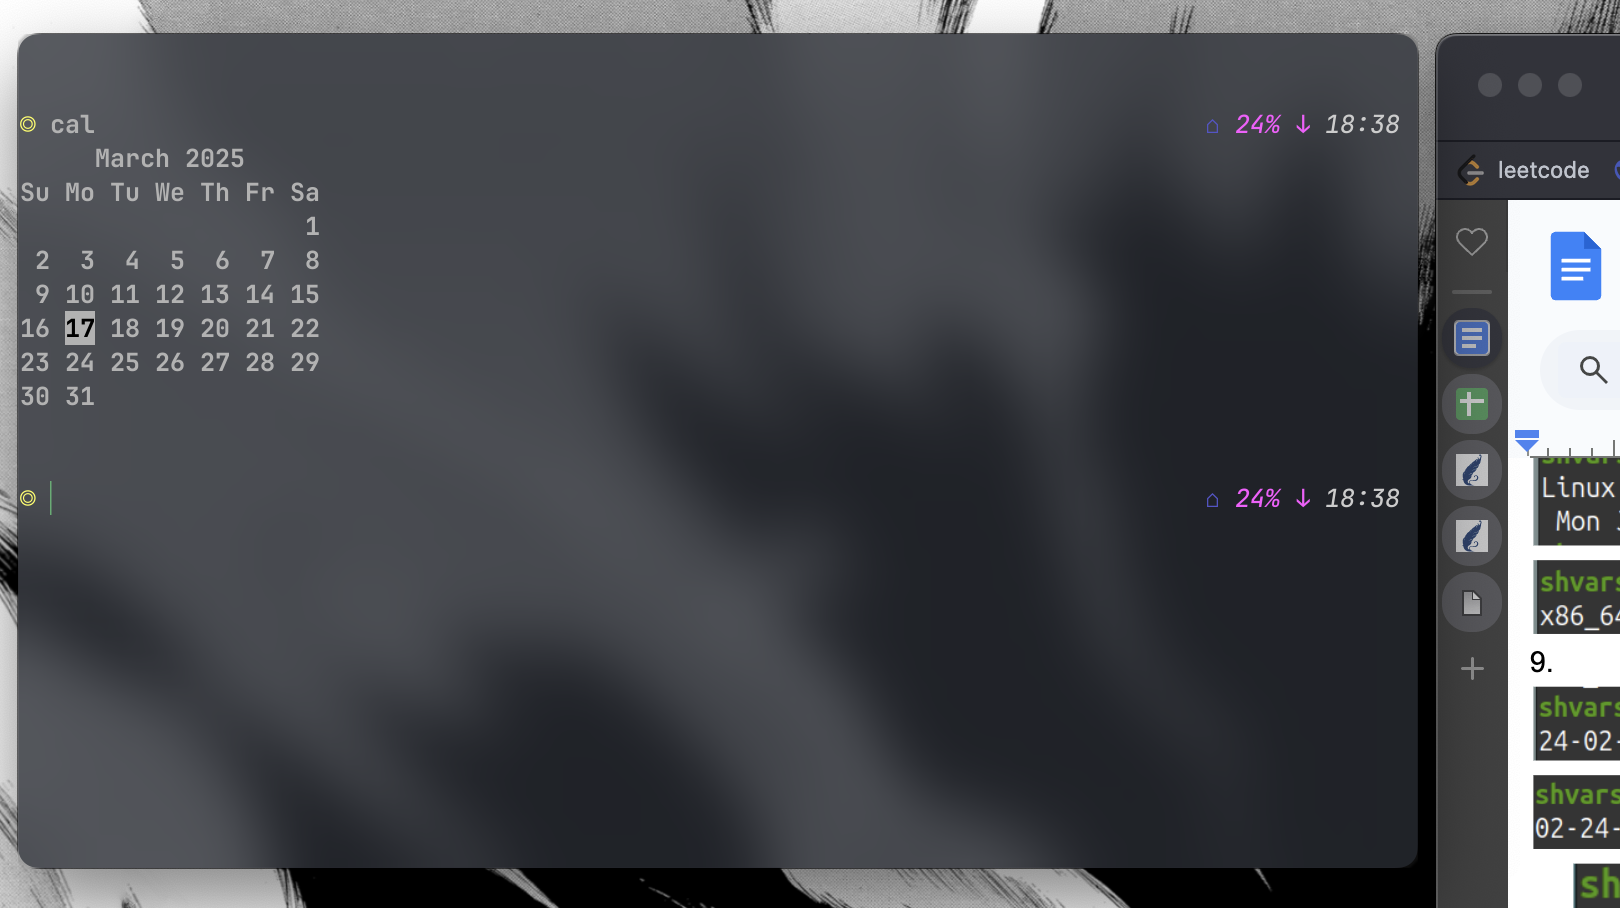 cal
24% ↓ 18:38
March 2025
Su Mo Tu We Th Fr Sa
1
2 3 4 5 6 7 8
9 10 11 12 13 14 15
16 17 18 19 20 21 22
23 24 25 26 27 28 29
30 31
24% ↓ 18:38
leetcode
Linux
Mon
shvars
x86_64
9.
shvars
24-02-
shvars
02-24-
sh